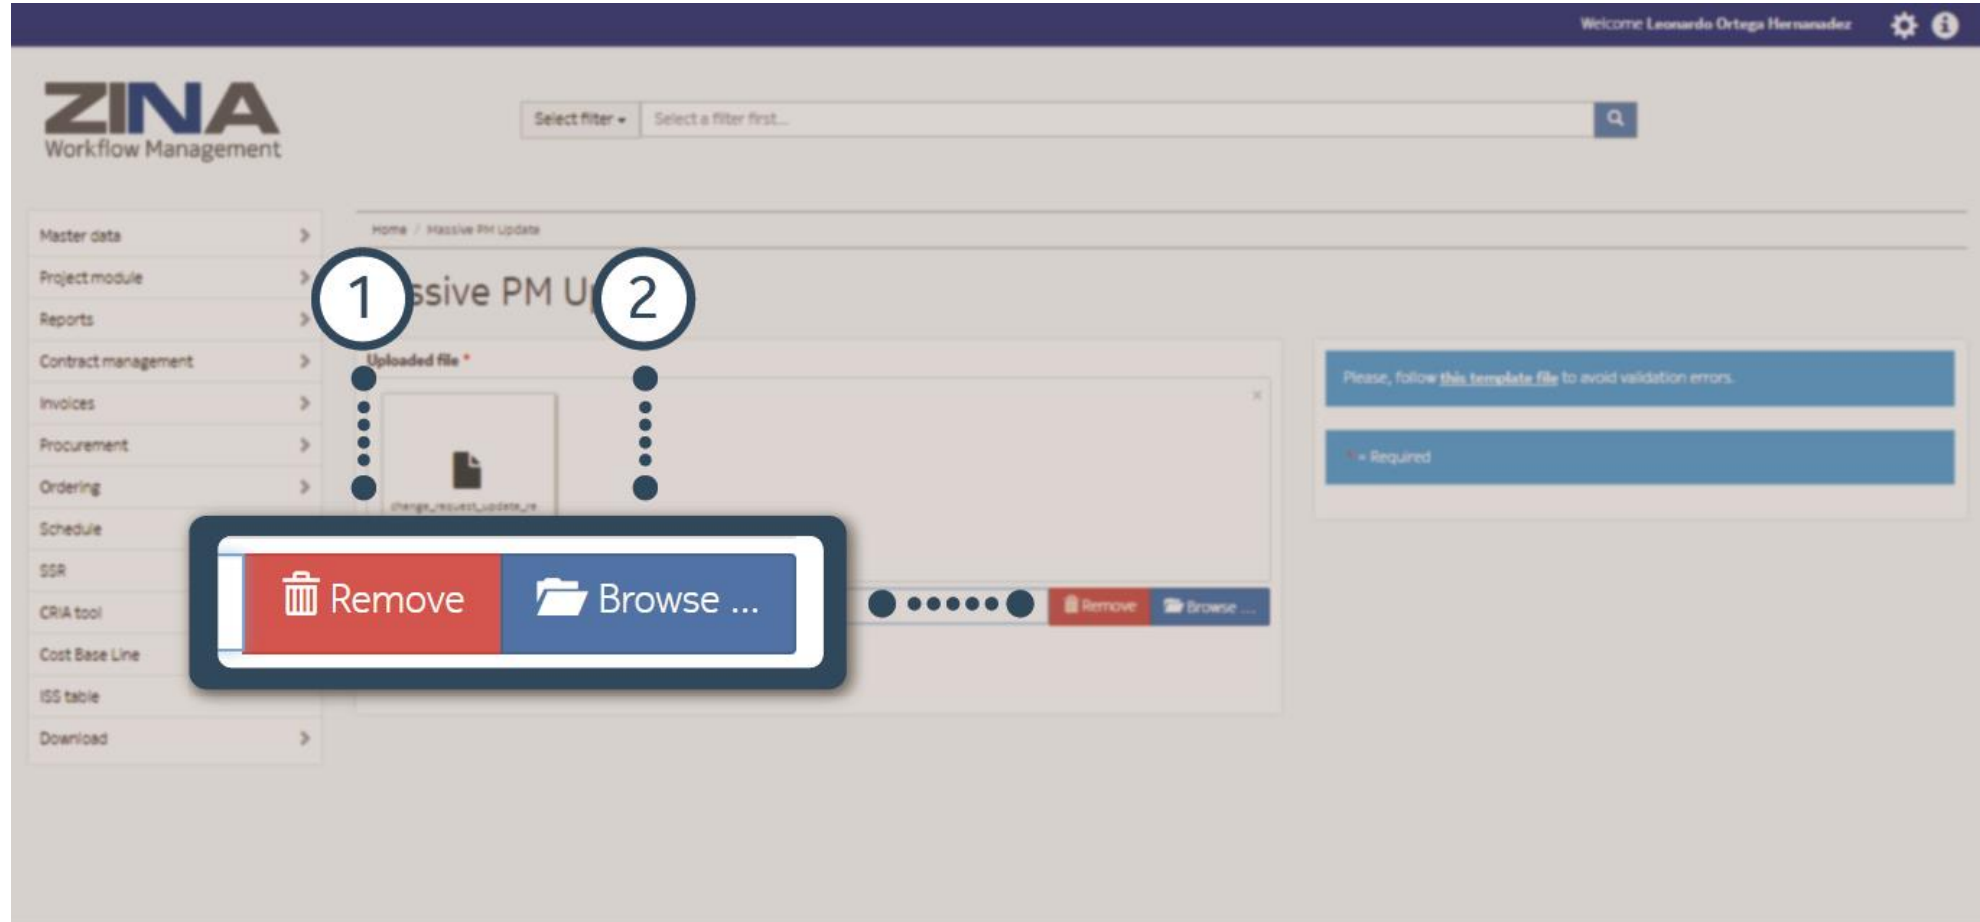 Welcome Leonardo Ortega Hernanadez
ZINA
Workflow Management
Select filter
Select a filter first...
Master data
Project module
Reports
Contract management
Invoices
Procurement
Ordering
Schedule
SSR
CRIA tool
Cost Base Line
ISS table
Download
Home / Massive PM Update
ssive PM U
1
2
Uploaded file *
change_request_update_re
Remove Browse ...
Remove Browse ...
Please, follow this template file to avoid validation errors.
* = Required